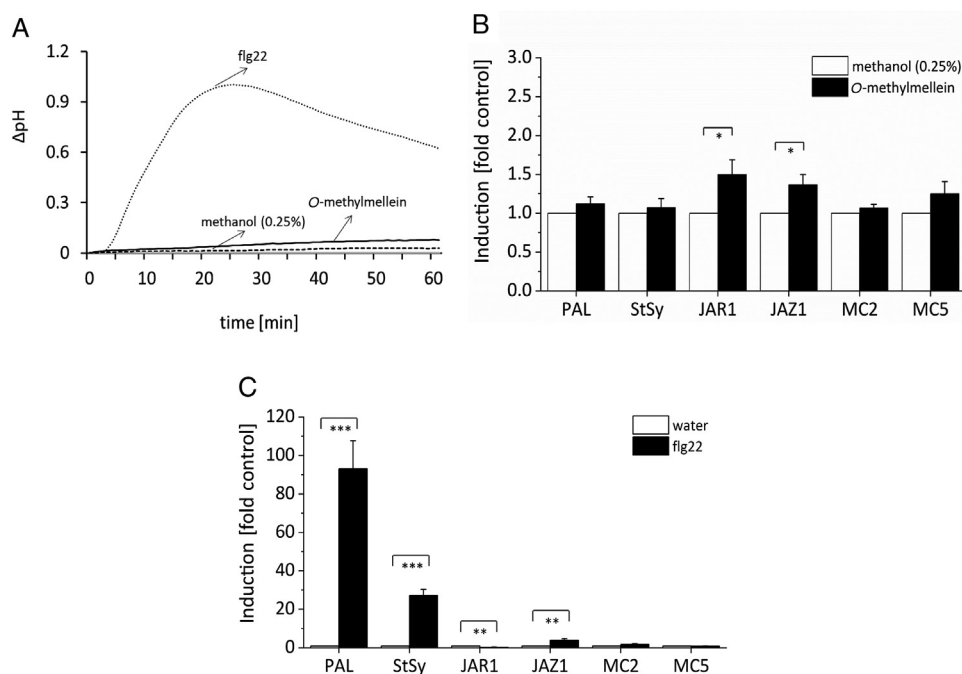 A
1.2
0.9
0.6
0.3
0
ΔpH
flg22
methanol (0.25%)
O-methylmellein
0 10 20 30 40 50 60
time [min]
B
3.0
2.5
2.0
1.5
1.0
0.5
0.0
Induction [fold control]
methanol (0.25%)
O-methylmellein
* *
PAL StSy JAR1 JAZ1 MC2 MC5
C
120
100
80
60
40
20
0
Induction [fold control]
water
flg22
***
***
** **
PAL StSy JAR1 JAZ1 MC2 MC5